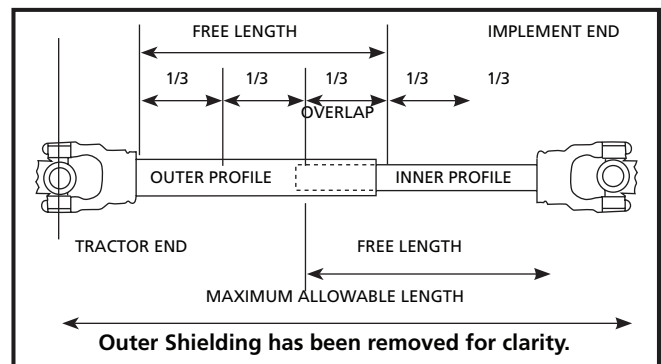 FREE LENGTH IMPLEMENT END
1/3 1/3 1/3 1/3 1/3
OVERLAP
OUTER PROFILE INNER PROFILE
TRACTOR END FREE LENGTH
MAXIMUM ALLOWABLE LENGTH
Outer Shielding has been removed for clarity.